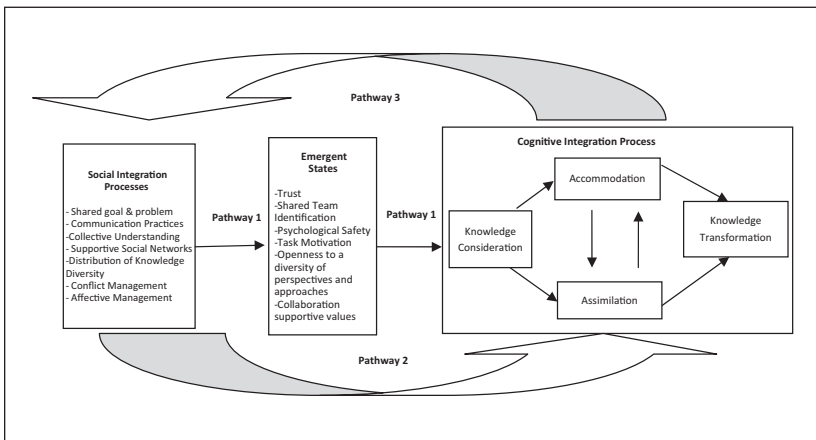 Pathway 3
Social Integration
Processes
- Shared goal & problem
- Communication Practices
-Collective Understanding
- Supportive Social Networks
-Distribution of Knowledge
Diversity
- Conflict Management
- Affective Management
Pathway 1
Emergent
States
-Trust
-Shared Team
Identification
-Psychological Safety
-Task Motivation
-Openness to a
diversity of
perspectives and
approaches
-Collaboration
supportive values
Pathway 1
Cognitive Integration Process
Knowledge
Consideration
Accommodation
Assimilation
Knowledge
Transformation
Pathway 2